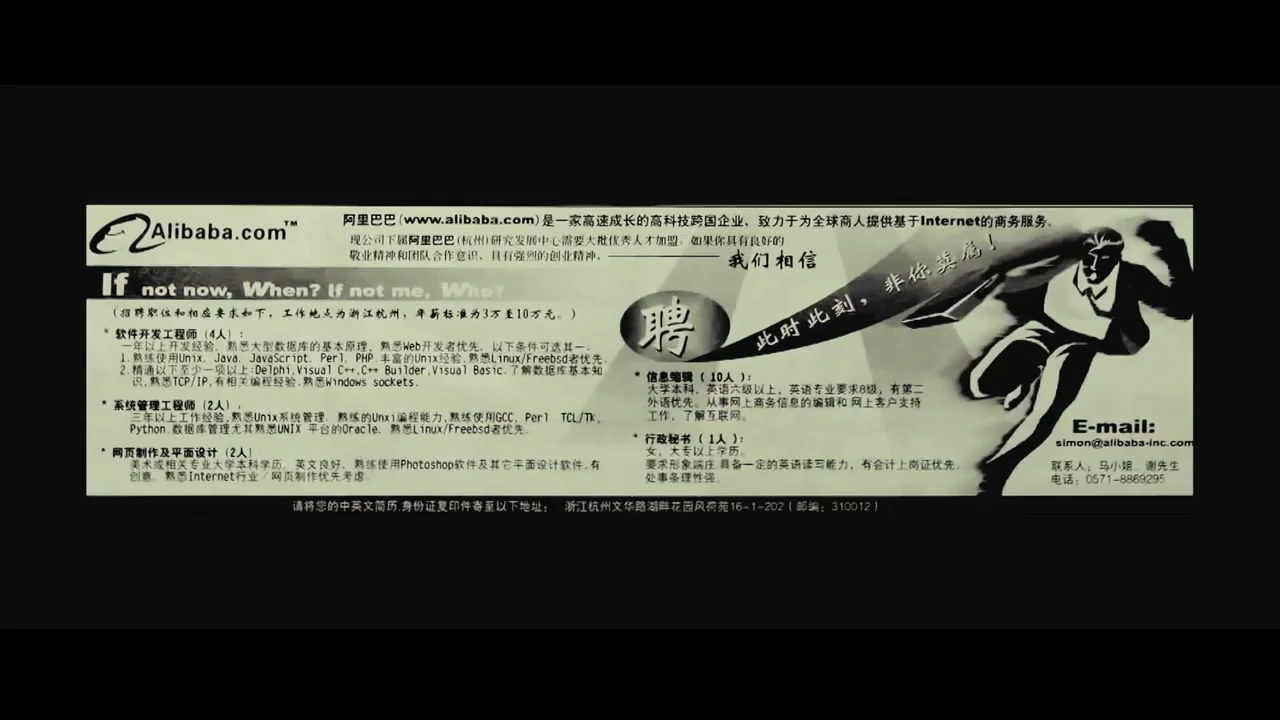 Alibaba.com™
阿里巴巴(www.alibaba.com)是一家高速成长的高科技跨国企业，致力于为全球商人提供基于Internet的商务服务。
现公司下属阿里巴巴(杭州)研究发展中心需要大批优秀人才加盟。如果你具有良好的
敬业精神和团队合作意识，具有强烈的创业精神，——我们相信
If not now, When? If not me, Who?
(招聘职位和相应要求如下，工作地点为浙江杭州，年薪标准为3万至10万元。)
* 软件开发工程师 (4人)：
一年以上开发经验，熟悉大型数据库的基本原理，熟悉Web开发者优先，以下条件可选其一：
1.熟练使用Unix, Java, JavaScript, Perl, PHP.丰富的Unix经验,熟悉Linux/Freebsd者优先.
2.精通以下至少一项以上:Delphi,Visual C++,C++ Builder,Visual Basic.了解数据库基本知
识,熟悉TCP/IP,有相关编程经验,熟悉Windows sockets.
* 系统管理工程师 (2人)，
三年以上工作经验,熟悉Unix系统管理, 熟练的Unxi编程能力,熟练使用GCC, Perl TCL/Tk,
Python.数据库管理尤其熟悉UNIX 平台的Oracle, 熟悉Linux/Freebsd者优先.
* 网页制作及平面设计 (2人)
美术或相关专业大学本科学历, 英文良好, 熟练使用Photoshop软件及其它平面设计软件,有
创意, 熟悉Internet行业/网页制作优先考虑.
聘
此时此刻，非你莫属！
* 信息编辑 ( 10人 )：
大学本科，英语六级以上，英语专业要求8级，有第二
外语优先。从事网上商务信息的编辑和 网上客户支持
工作，了解互联网。
* 行政秘书 ( 1人 )：
女，大专以上学历。
要求形象端庄,具备一定的英语读写能力，有会计上岗证优先，
处事条理性强。
E-mail:
simon@alibaba-inc.com
联系人：马小姐、谢先生
电话：0571-8869295
请将您的中英文简历,身份证复印件寄至以下地址： 浙江杭州文华路湖畔花园风荷苑16-1-202 ( 邮编：310012 )